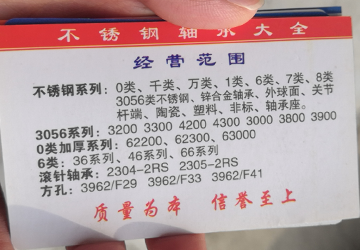 不锈钢轴承大全
经营范围
不锈钢系列：0类、千类、万类、1类、6类、7类、8类
3056类不锈钢、锌合金轴承、外球面、关节
杆端、陶瓷、塑料、非标、轴承座。
3056系列：3200 3300 4200 4300 3000 3800 3900
0类加厚系列：62200、62300、63000
6类：36系列、46系列、66系列
滚针轴承：2304-2RS 2305-2RS
方孔：3962/F29 3962/F33 3962/F41
质量为本 信誉至上